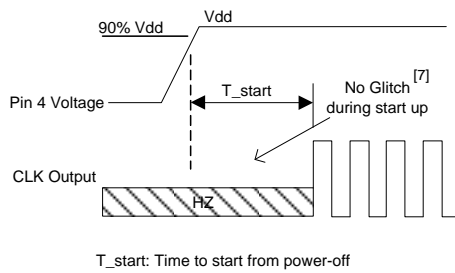 Vdd
90% Vdd
T_start
No Glitch [7]
during start up
Pin 4 Voltage
CLK Output
HZ
T_start: Time to start from power-off